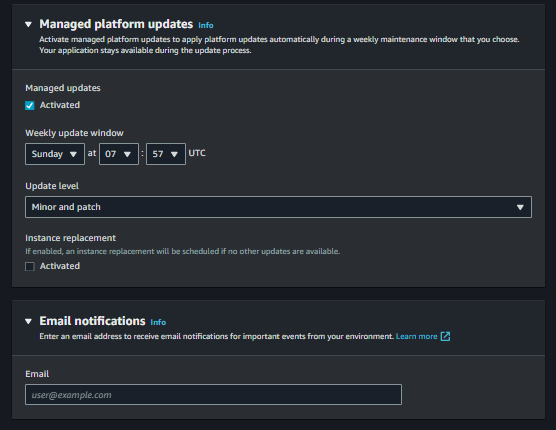 Managed platform updates Info
Activate managed platform updates to apply platform updates automatically during a weekly maintenance window that you choose.
Your application stays available during the update process.
Managed updates
Activated
Weekly update window
Sunday at 07 : 57 UTC
Update level
Minor and patch
Instance replacement
If enabled, an instance replacement will be scheduled if no other updates are available.
Activated
Email notifications Info
Enter an email address to receive email notifications for important events from your environment. Learn more
Email
user@example.com